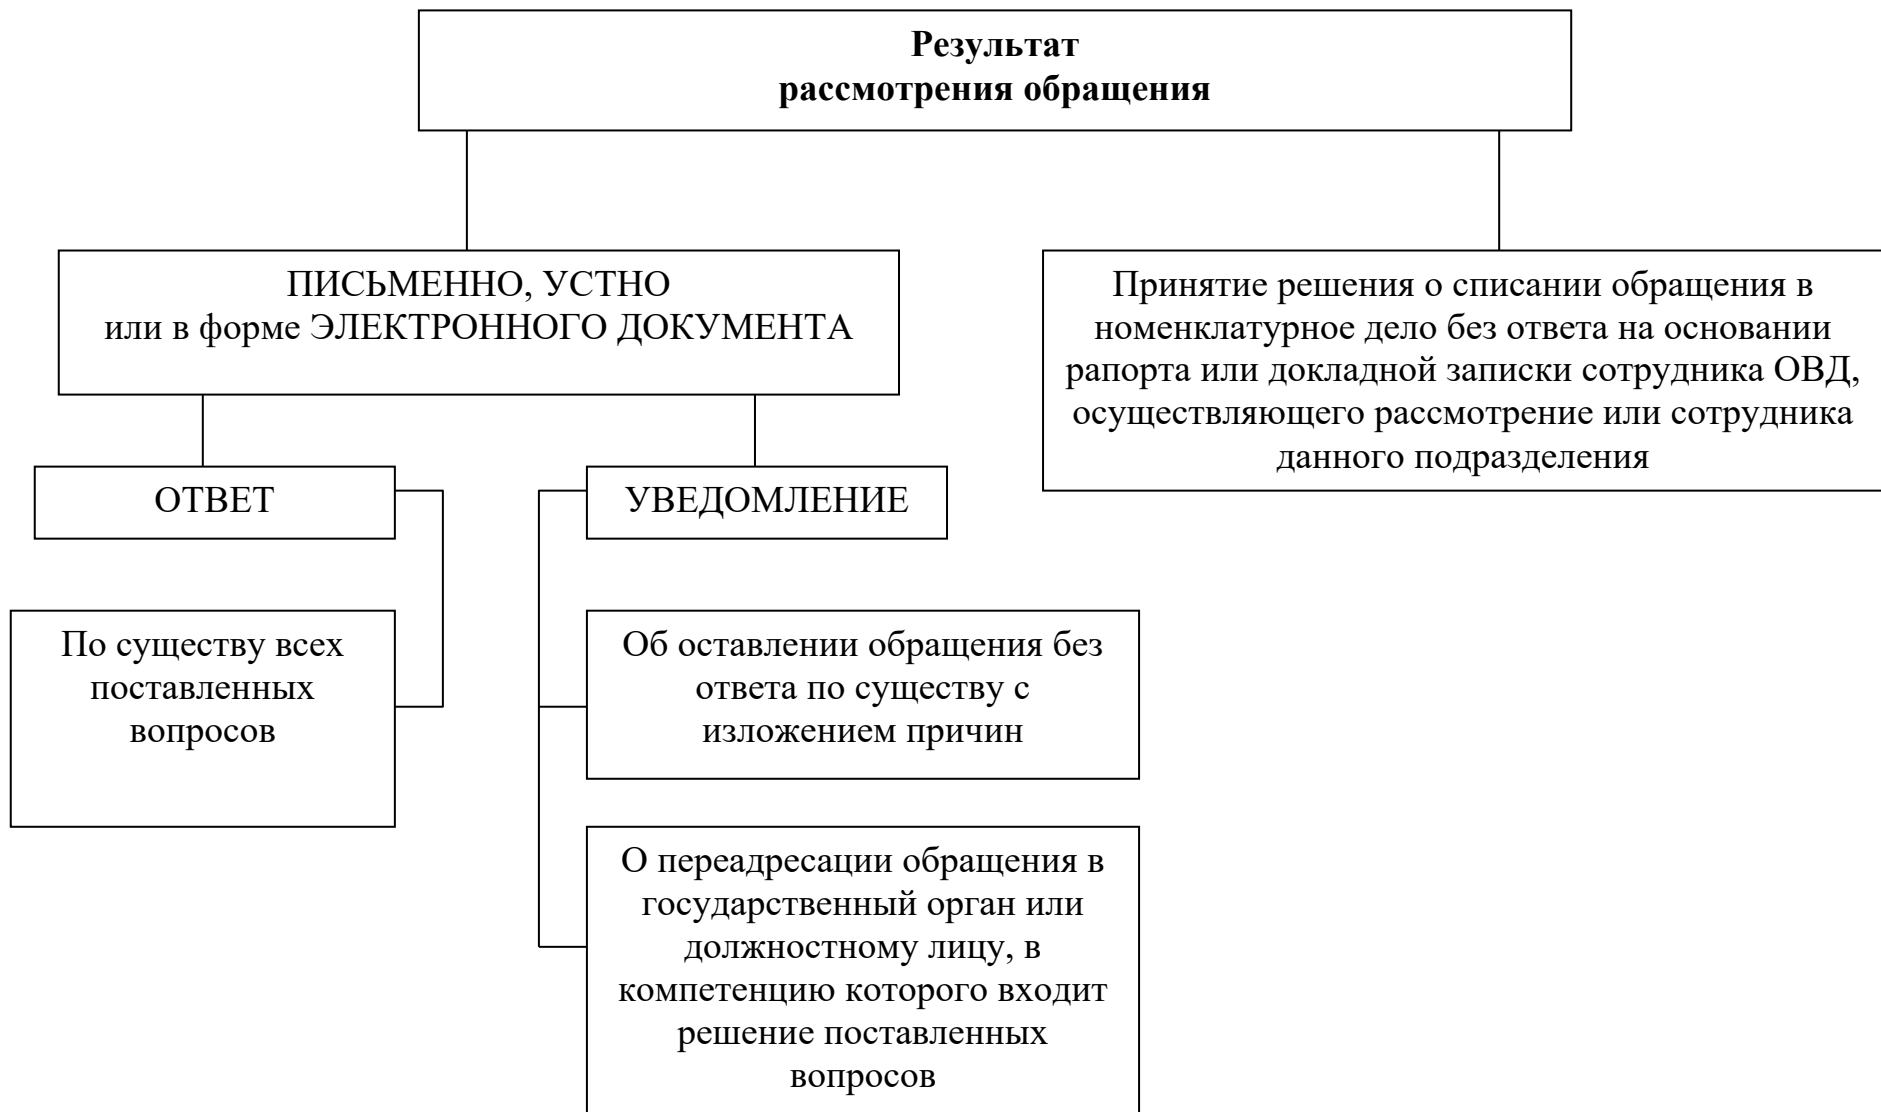 Результат
рассмотрения обращения
ПИСЬМЕННО, УСТНО
или в форме ЭЛЕКТРОННОГО ДОКУМЕНТА
Принятие решения о списании обращения в
номенклатурное дело без ответа на основании
рапорта или докладной записки сотрудника ОВД,
осуществляющего рассмотрение или сотрудника
данного подразделения
ОТВЕТ
УВЕДОМЛЕНИЕ
По существу всех
поставленных
вопросов
Об оставлении обращения без
ответа по существу с
изложением причин
О переадресации обращения в
государственный орган или
должностному лицу, в
компетенцию которого входит
решение поставленных
вопросов